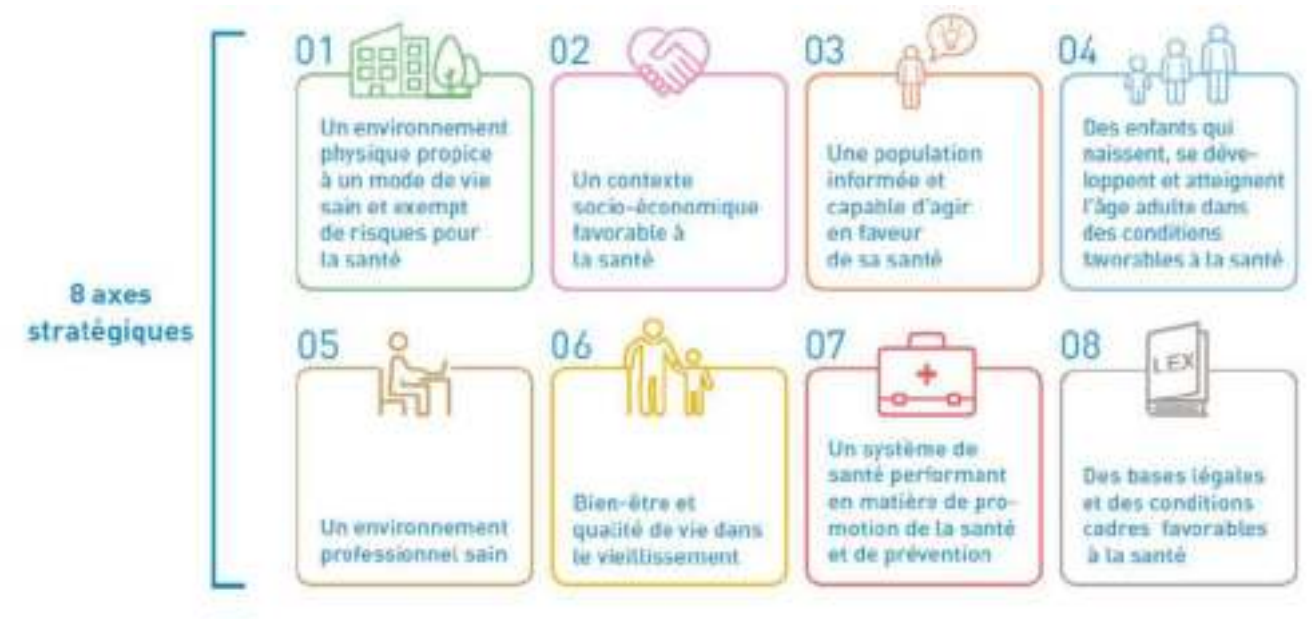 8 axes
stratégiques
01
Un environnement
physique propice
à un mode de vie
sain et exempt
de risques pour
la santé
02
Un contexte
socio-économique
favorable à
la santé
03
Une population
informée et
capable d'agir
en faveur
de sa santé
04
Des enfants qui
naissent, se déve-
loppent et atteignent
l'âge adulte dans
des conditions
favorables à la santé
05
Un environnement
professionnel sain
06
Bien-être et
qualité de vie dans
le vieillissement
07
Un système de
santé performant
en matière de pro-
motion de la santé
et de prévention
08
LEX
Des bases légales
et des conditions
cadres favorables
à la santé